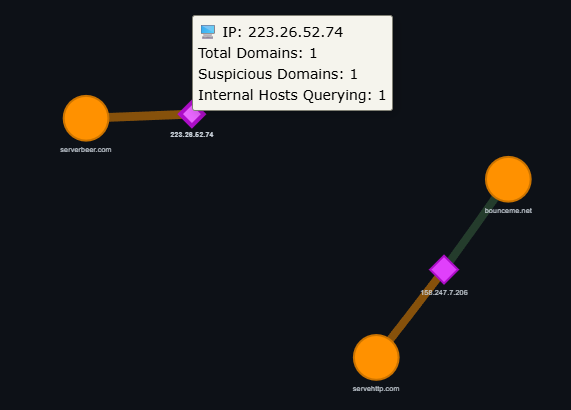 IP: 223.26.52.74
Total Domains: 1
Suspicious Domains: 1
Internal Hosts Querying: 1
223.26.52.74
serverbeer.com
bounceme.net
158.247.7.206
servehttp.com